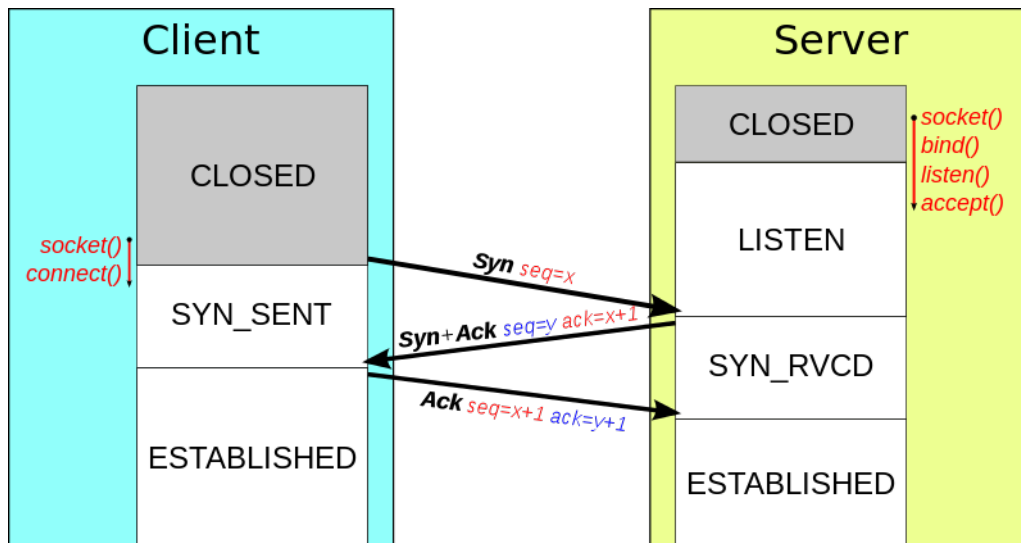 Client
Server
CLOSED
socket()
connect()
SYN_SENT
ESTABLISHED
Syn seq=x
Syn+Ack seq=y ack=x+1
Ack seq=x+1 ack=y+1
CLOSED
LISTEN
SYN_RVCD
ESTABLISHED
socket()
bind()
listen()
accept()